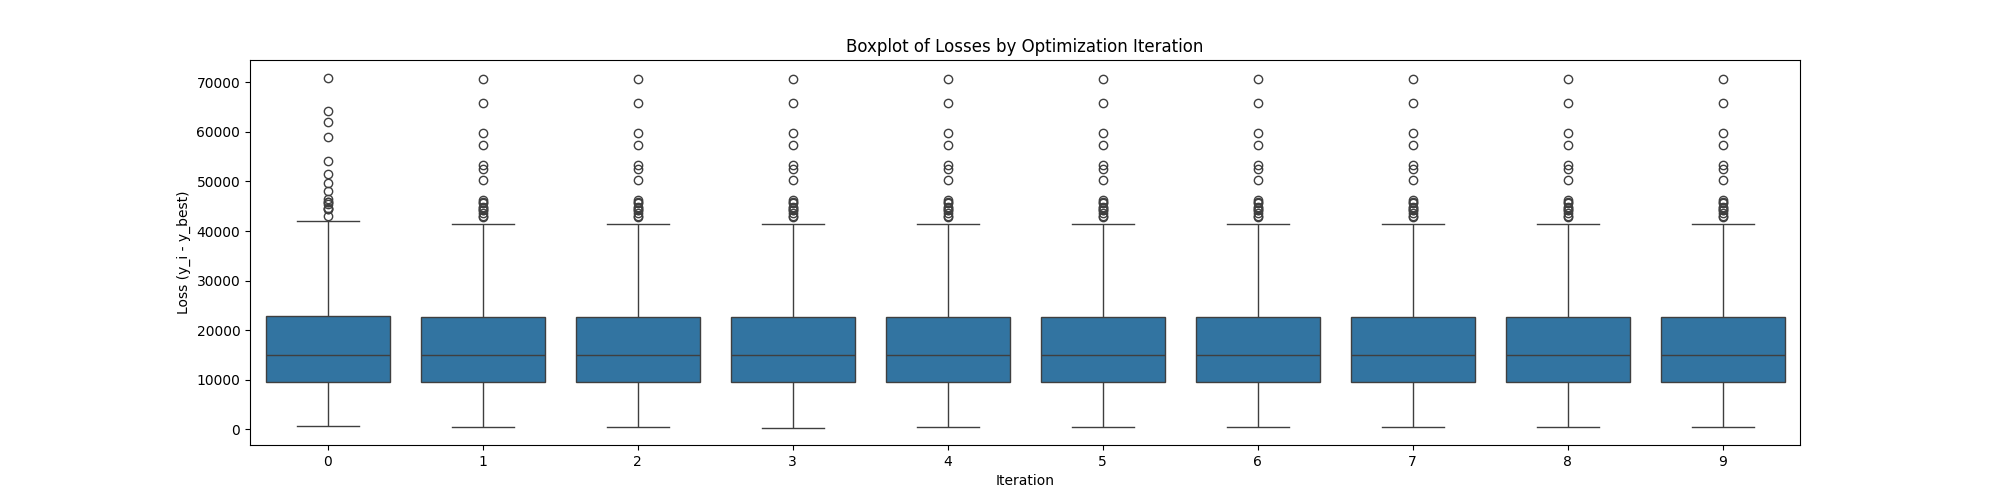 Boxplot of Losses by Optimization Iteration
Loss (y_i - y_best)
70000
60000
50000
40000
30000
20000
10000
0
0 1 2 3 4 5 6 7 8 9
Iteration